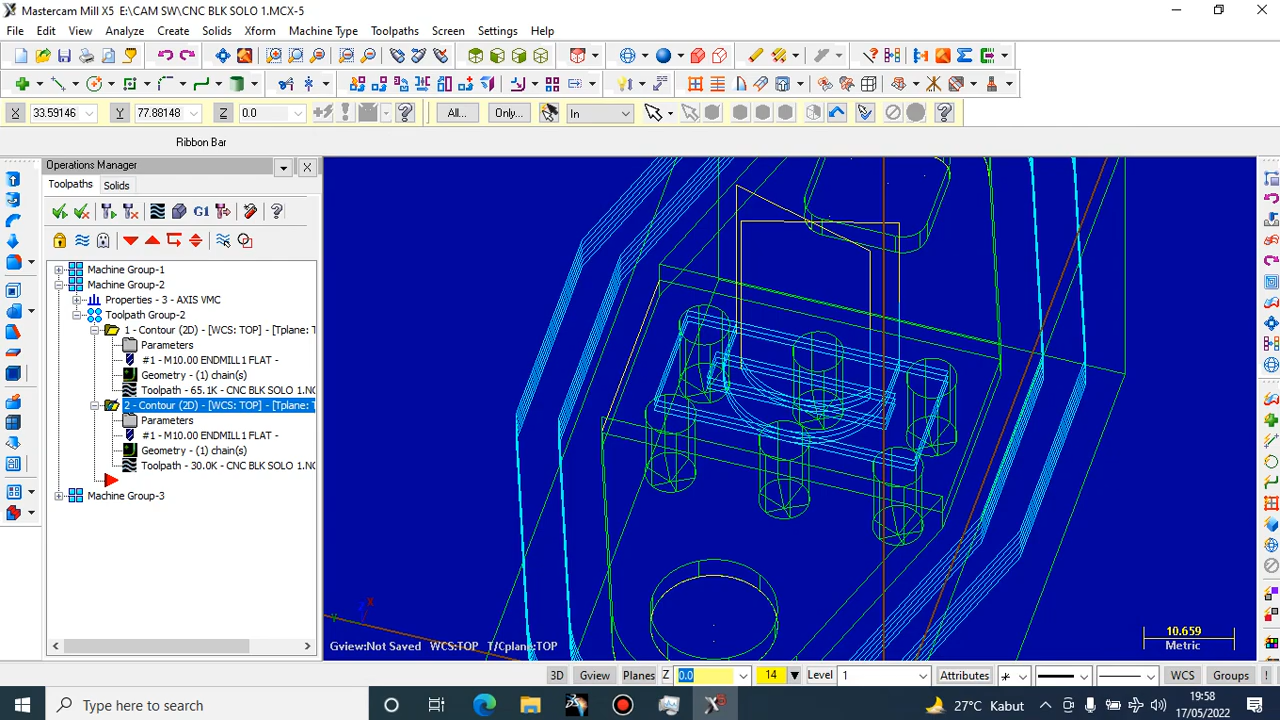 Mastercam Mill X5  E:\CAM SW\CNC BLK SOLO 1.MCX-5
File Edit View Analyze Create Solids Xform Machine Type Toolpaths Screen Settings Help
G1
X 33.59146 Y 77.88148 Z 0.0 All... Only... In
Ribbon Bar
Operations Manager
Toolpaths Solids
G1
Machine Group-1
Machine Group-2
Properties - 3 - AXIS VMC
Toolpath Group-2
1 - Contour (2D) - [WCS: TOP] - [Tplane: T
Parameters
#1 - M10.00 ENDMILL1 FLAT -
Geometry - (1) chain(s)
Toolpath - 65.1K - CNC BLK SOLO 1.NC
2 - Contour (2D) - [WCS: TOP] - [Tplane: T
Parameters
#1 - M10.00 ENDMILL1 FLAT -
Geometry - (1) chain(s)
Toolpath - 30.0K - CNC BLK SOLO 1.NC
Machine Group-3
Gview:Not Saved WCS:TOP T/Cplane:TOP
10.659
Metric
3D Gview Planes Z 0.0 14 Level 1 Attributes WCS Groups !
Type here to search
27°C Kabut
19:58
17/05/2022